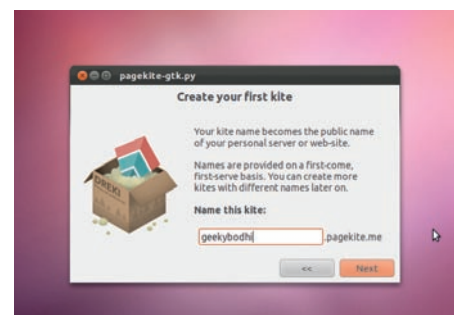 pagekite-gtk.py
Create your first kite
Your kite name becomes the public name
of your personal server or web-site.
Names are provided on a first-come,
first-serve basis. You can create more
kites with different names later on.
Name this kite:
geekybodhi .pagekite.me
<< Next
DREKI